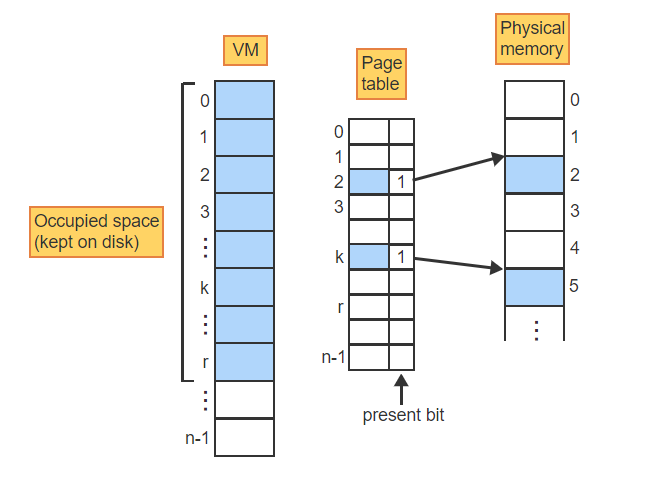 VM
Page
table
Physical
memory
Occupied space
(kept on disk)
0
1
2
3
⋮
k
⋮
r
⋮
n-1
0
1
2
3
k
r
n-1
1
1
present bit
0
1
2
3
4
5
⋮